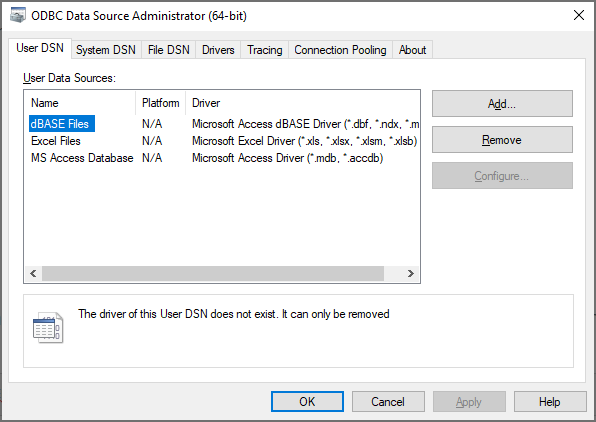 ODBC Data Source Administrator (64-bit)
User DSN System DSN File DSN Drivers Tracing Connection Pooling About
User Data Sources:
Name Platform Driver
dBASE Files N/A Microsoft Access dBASE Driver (*.dbf, *.ndx, *.m
Excel Files N/A Microsoft Excel Driver (*.xls, *.xlsx, *.xlsm, *.xlsb)
MS Access Database N/A Microsoft Access Driver (*.mdb, *.accdb)
Add...
Remove
Configure...
The driver of this User DSN does not exist. It can only be removed
OK Cancel Apply Help